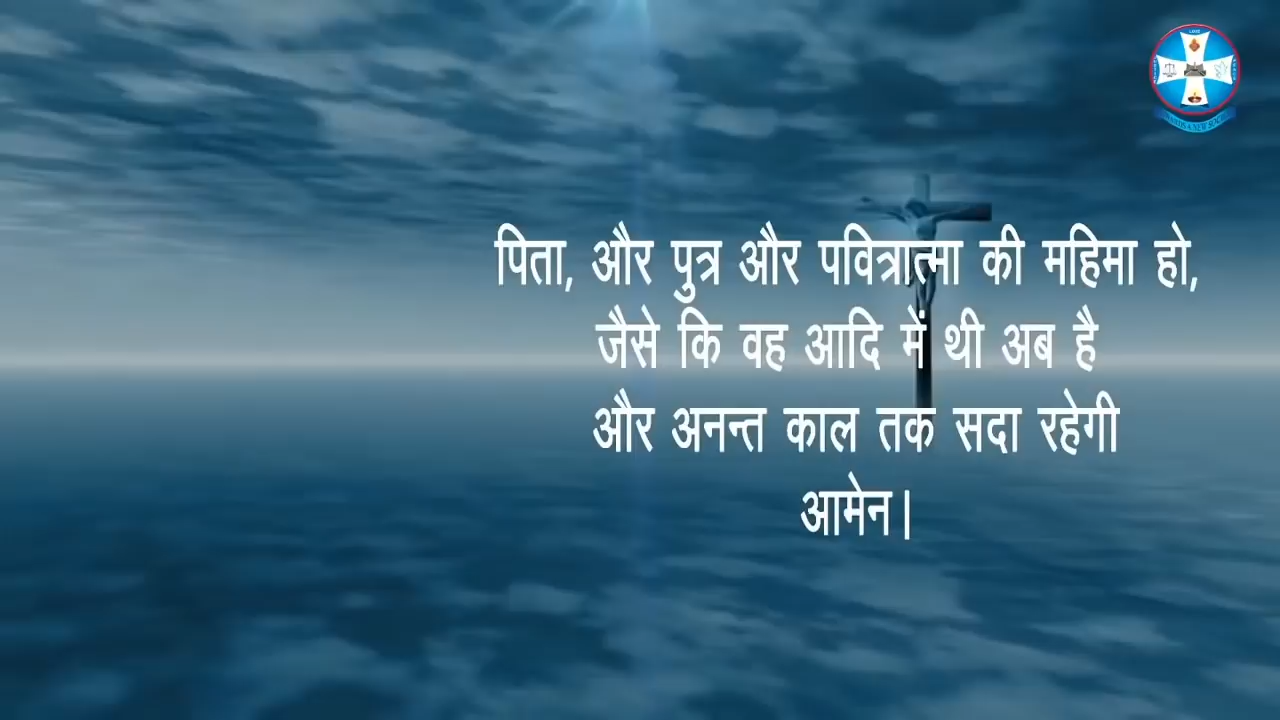 पिता, और पुत्र और पवित्रात्मा की महिमा हो,
जैसे कि वह आदि में थी अब है
और अनन्त काल तक सदा रहेगी
आमेन।